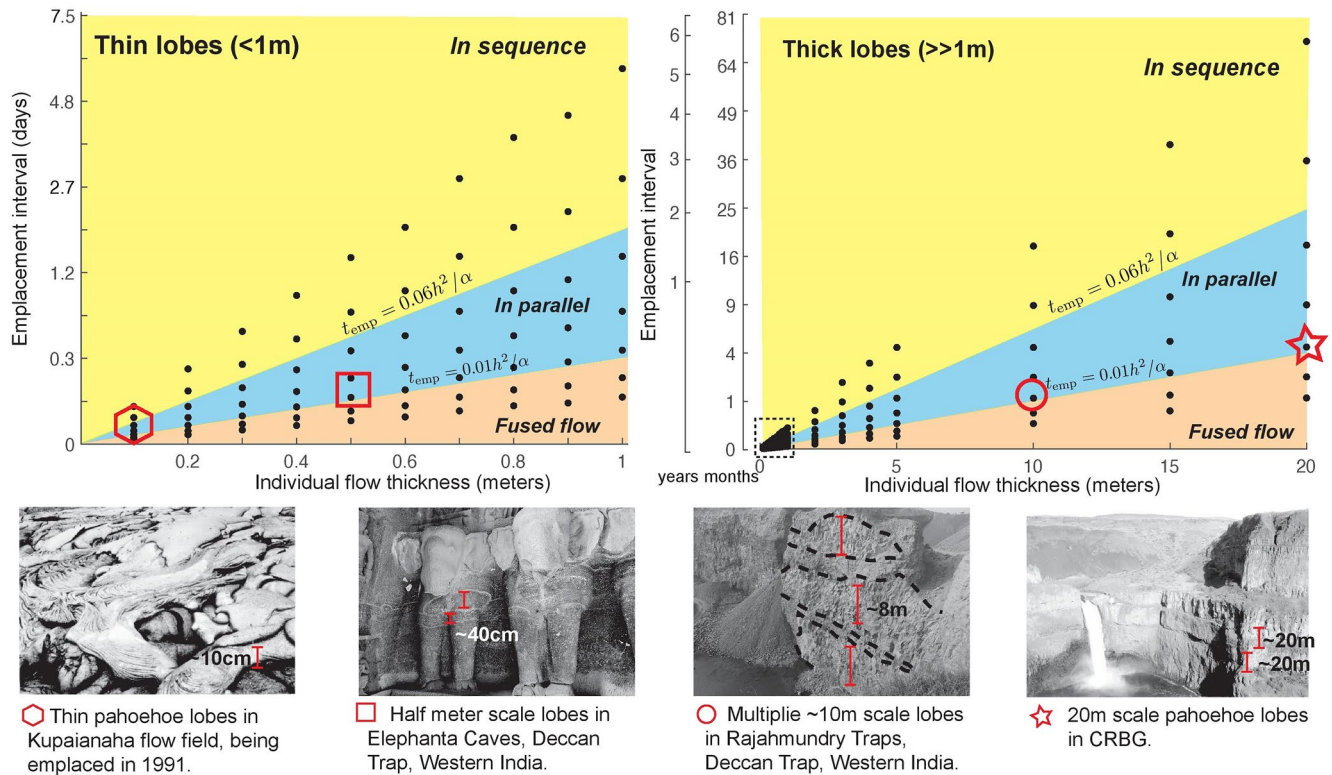 Thin lobes (<1m)
In sequence
In parallel
Fused flow
t_emp = 0.06h²/α
t_emp = 0.01h²/α
Emplacement interval (days)
7.5
4.8
2.7
1.2
0.3
0
0.2
0.4
0.6
0.8
1
Individual flow thickness (meters)
Thick lobes (>>1m)
In sequence
In parallel
Fused flow
t_emp = 0.06h²/α
t_emp = 0.01h²/α
Emplacement interval
6
5
4
3
2
1
81
64
49
36
25
16
9
4
1
0
years months
0
5
10
15
20
Individual flow thickness (meters)
~10cm
~40cm
~8m
~20m
~20m
Thin pahoehoe lobes in
Kupaianaha flow field, being
emplaced in 1991.
Half meter scale lobes in
Elephanta Caves, Deccan
Trap, Western India.
Multiplie ~10m scale lobes
in Rajahmundry Traps,
Deccan Trap, Western India.
20m scale pahoehoe lobes
in CRBG.